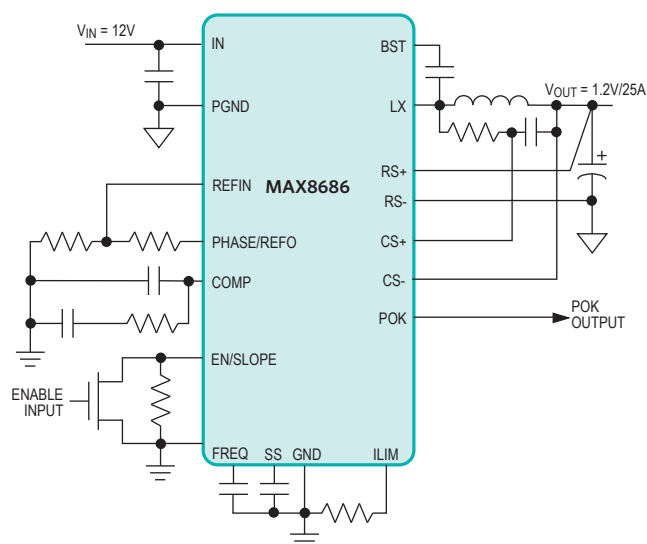 VIN = 12V
IN
BST
VOUT = 1.2V/25A
PGND
LX
RS+
+
REFIN
MAX8686
RS-
PHASE/REFO
CS+
COMP
CS-
POK
POK
OUTPUT
EN/SLOPE
ENABLE
INPUT
FREQ
SS
GND
ILIM